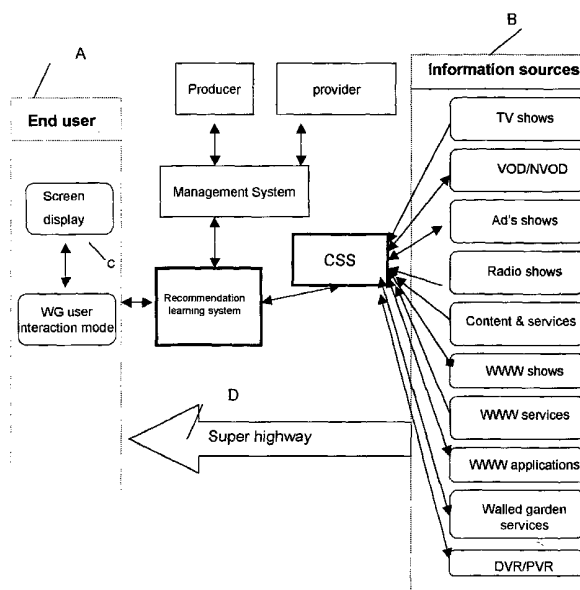 B
A
Information sources
Producer
provider
End user
TV shows
VOD/NVOD
Management System
Screen
display
Ad's shows
C
CSS
Radio shows
WG user
interaction mode
Recommendation
learning system
Content & services
WWW shows
D
WWW services
Super highway
WWW applications
Walled garden
services
DVR/PVR